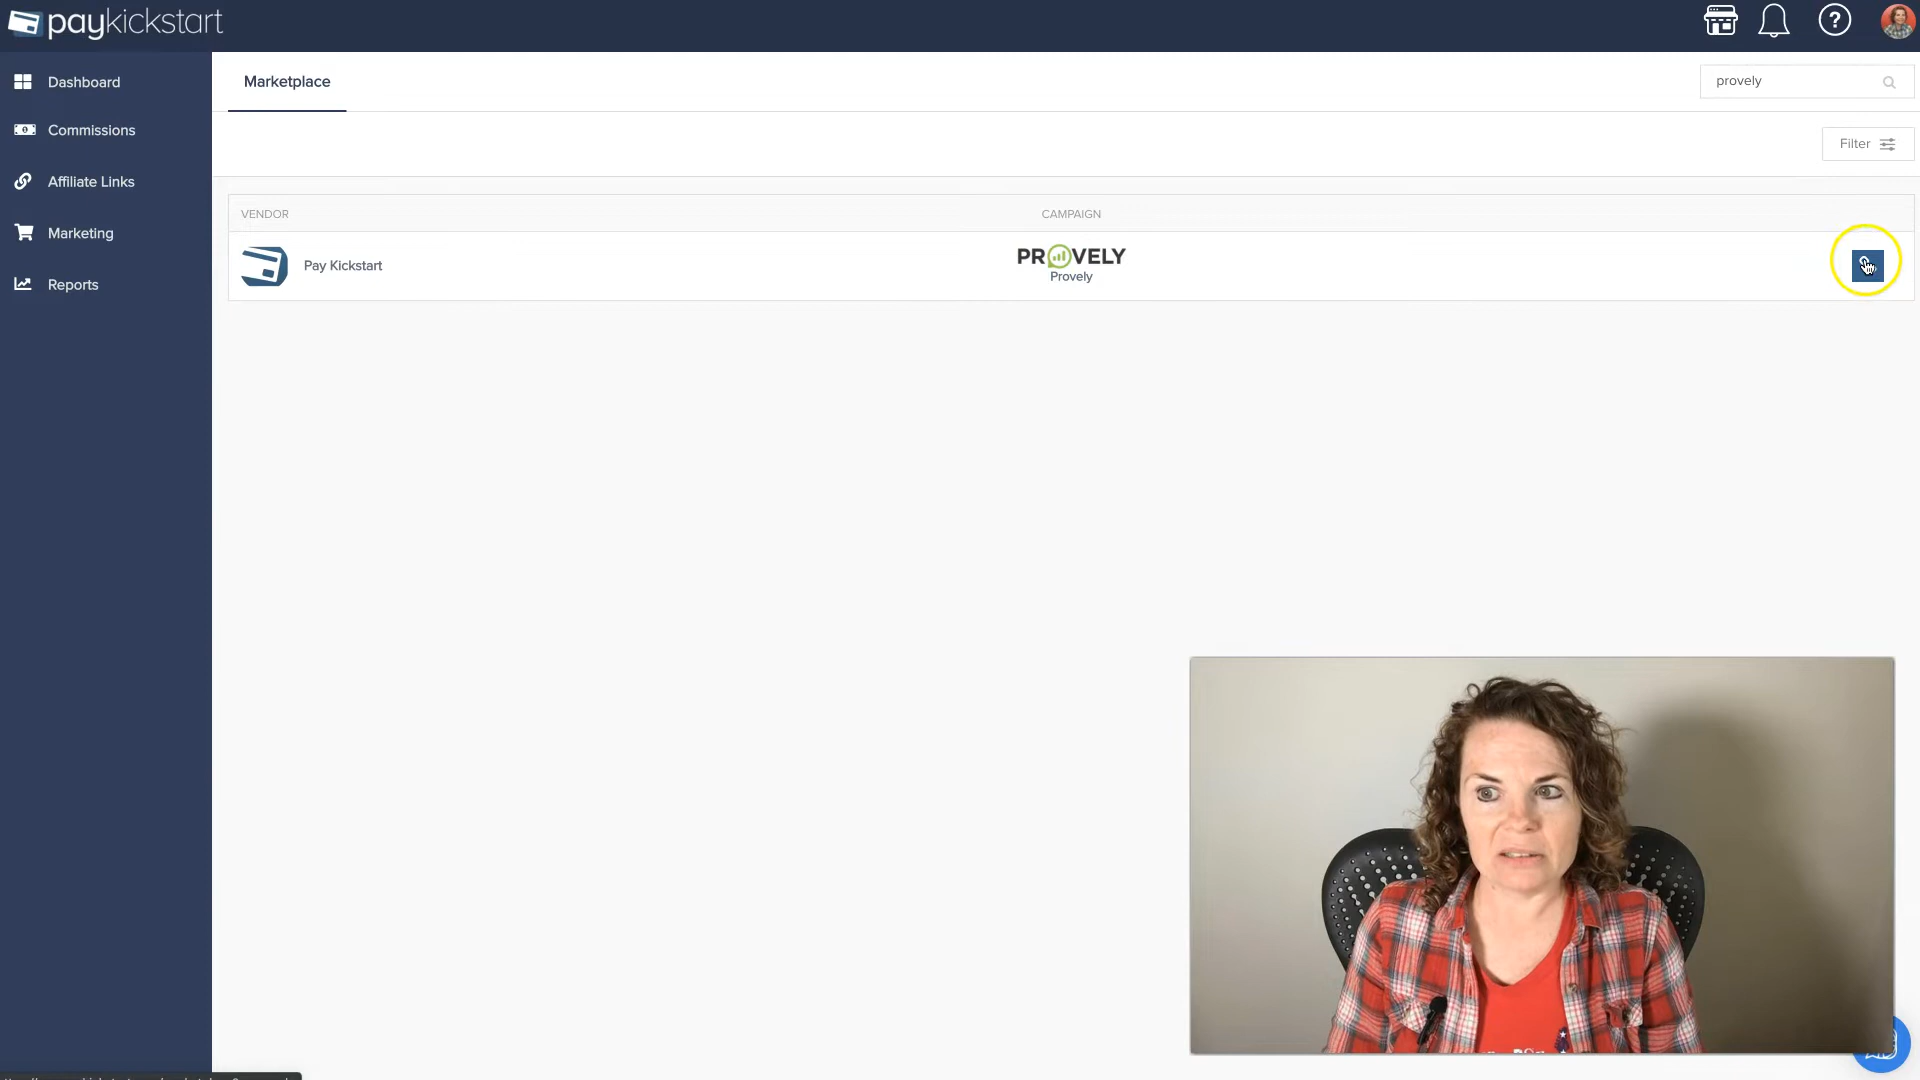 paykickstart
Dashboard
Commissions
Affiliate Links
Marketing
Reports
Marketplace
provely
Filter
VENDOR CAMPAIGN
Pay Kickstart
PROVELY
Provely